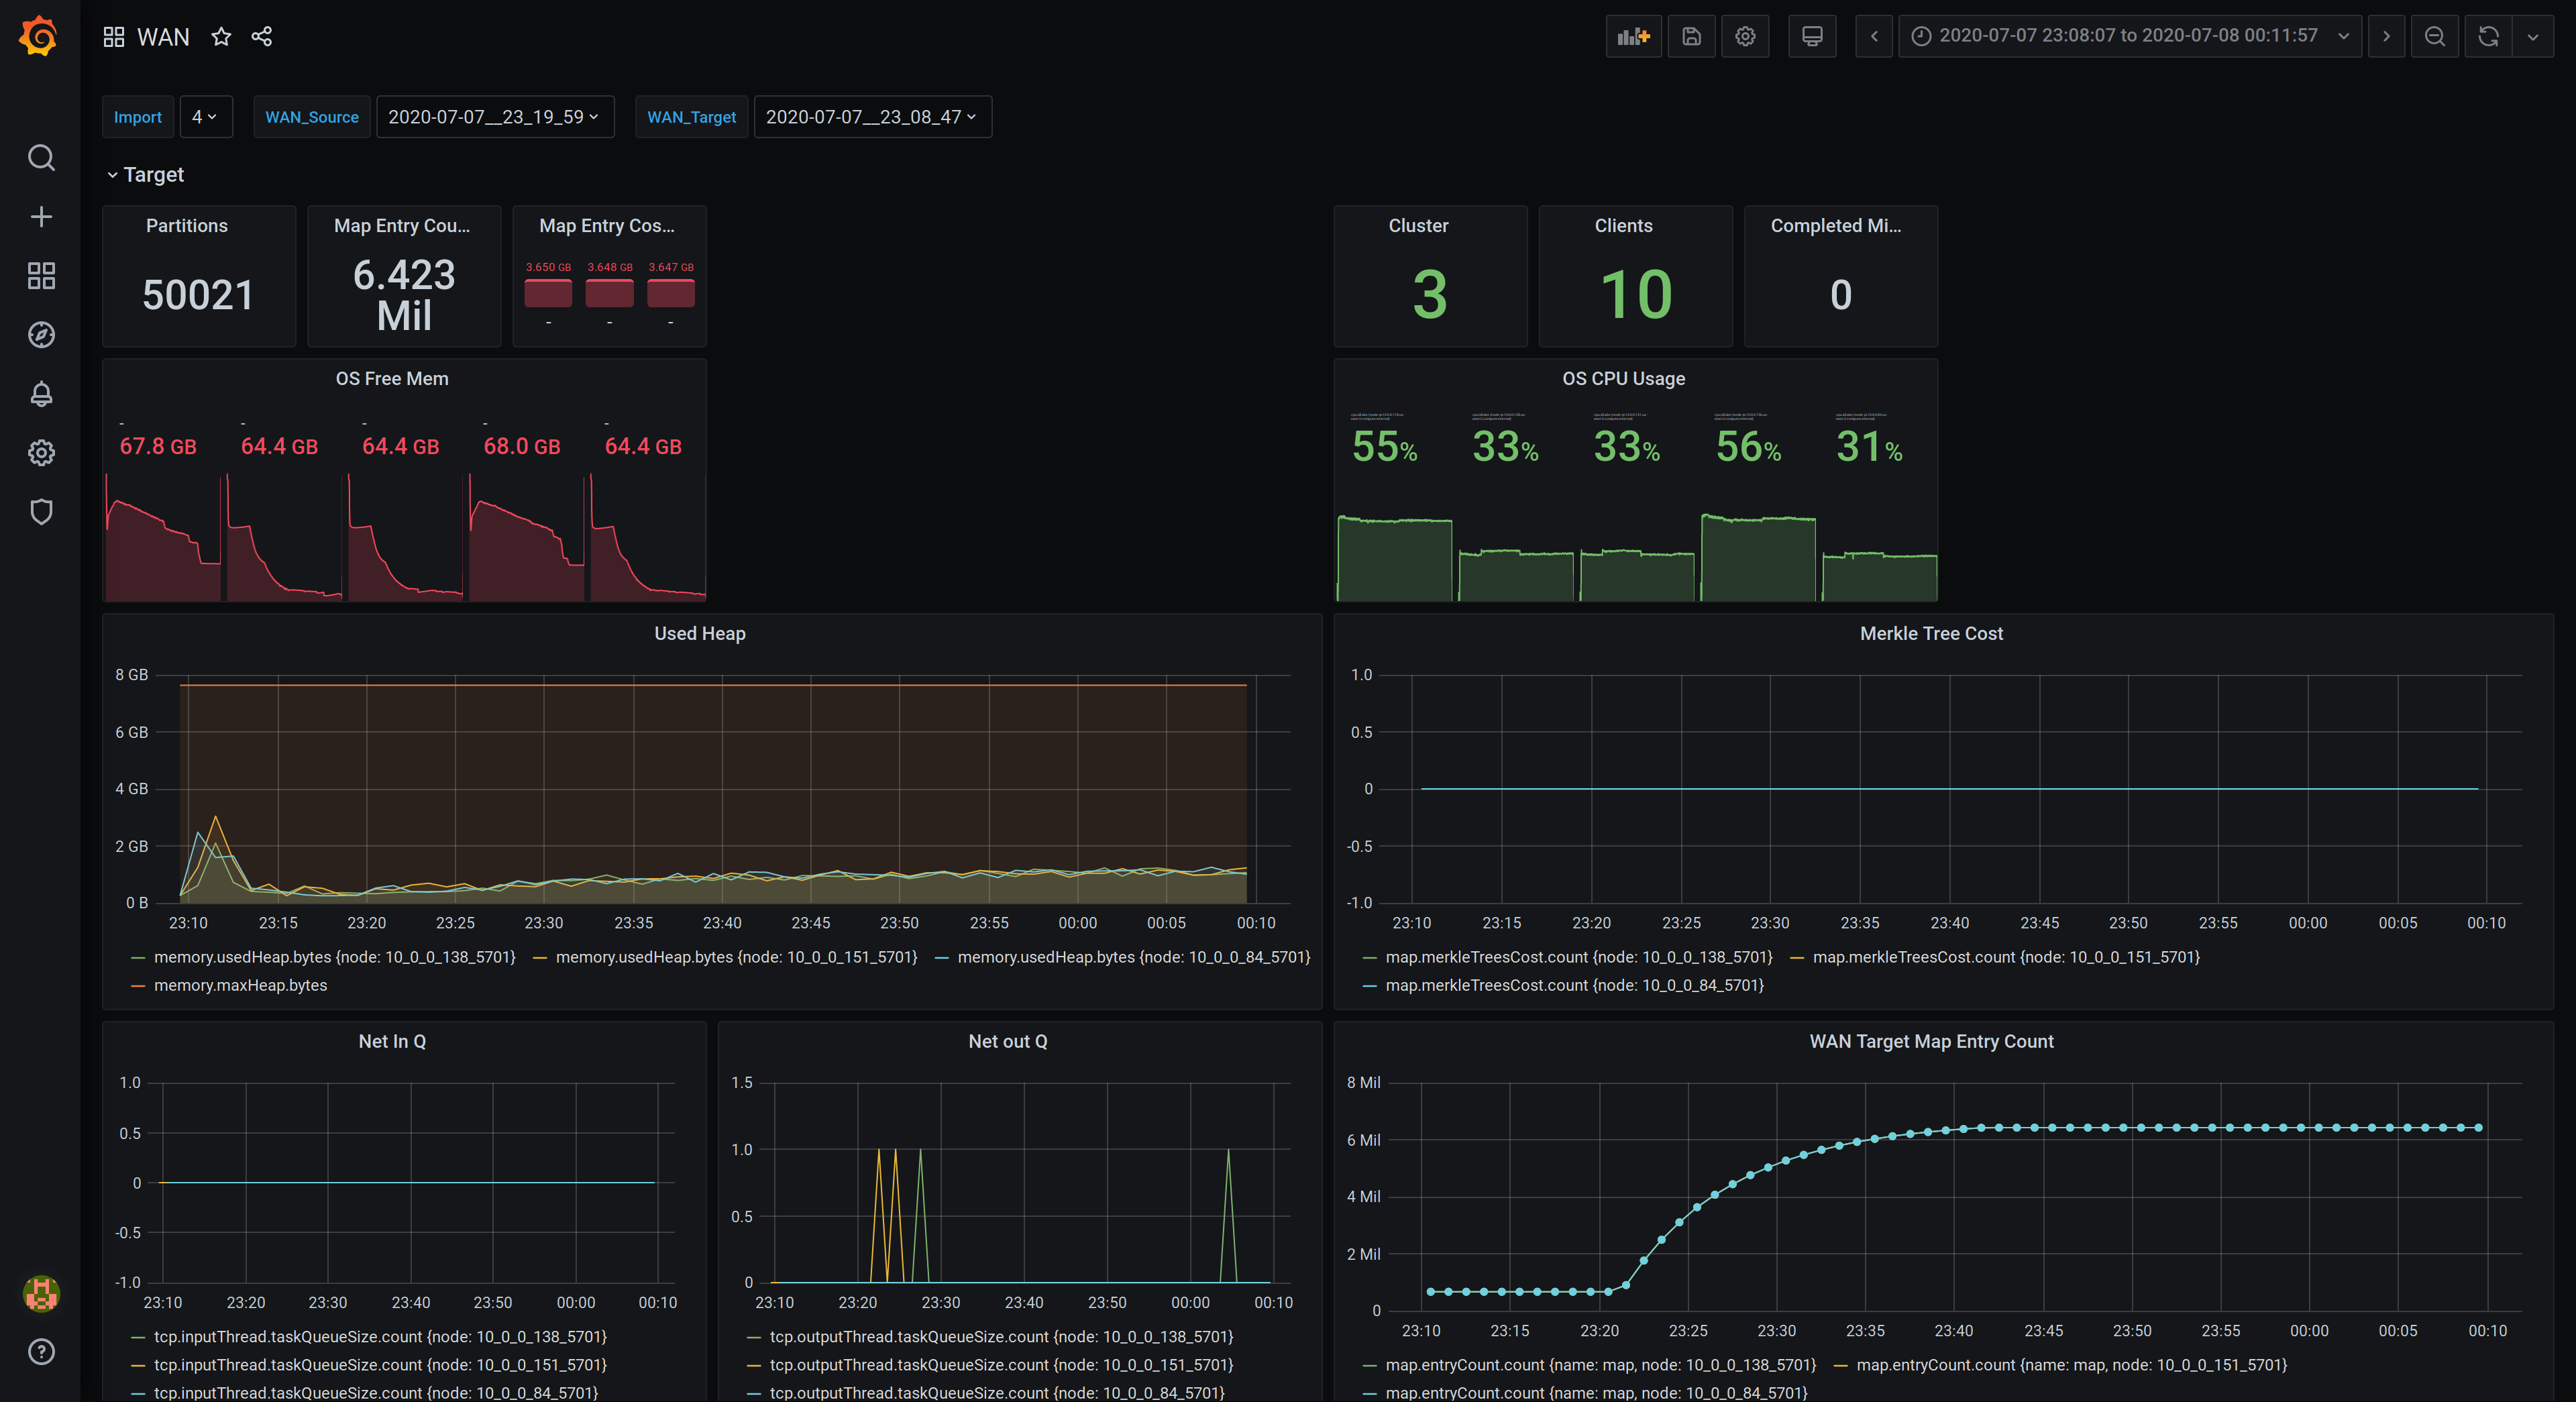 WAN
2020-07-07 23:08:07 to 2020-07-08 00:11:57
Import 4 WAN_Source 2020-07-07__23_19_59 WAN_Target 2020-07-07__23_08_47
Target
Partitions
50021
Map Entry Cou...
6.423
Mil
Map Entry Cos...
3.650 GB 3.648 GB 3.647 GB
- - -
Cluster
3
Clients
10
Completed Mi...
0
OS Free Mem
- - - - -
67.8 GB 64.4 GB 64.4 GB 68.0 GB 64.4 GB
OS CPU Usage
55% 33% 33% 56% 31%
Used Heap
8 GB
6 GB
4 GB
2 GB
0 B
23:10 23:15 23:20 23:25 23:30 23:35 23:40 23:45 23:50 23:55 00:00 00:05 00:10
memory.usedHeap.bytes {node: 10_0_0_138_5701} memory.usedHeap.bytes {node: 10_0_0_151_5701} memory.usedHeap.bytes {node: 10_0_0_84_5701}
memory.maxHeap.bytes
Merkle Tree Cost
1.0
0.5
0
-0.5
-1.0
23:10 23:15 23:20 23:25 23:30 23:35 23:40 23:45 23:50 23:55 00:00 00:05 00:10
map.merkleTreesCost.count {node: 10_0_0_138_5701} map.merkleTreesCost.count {node: 10_0_0_151_5701}
map.merkleTreesCost.count {node: 10_0_0_84_5701}
Net In Q
1.0
0.5
0
-0.5
-1.0
23:10 23:20 23:30 23:40 23:50 00:00 00:10
tcp.inputThread.taskQueueSize.count {node: 10_0_0_138_5701}
tcp.inputThread.taskQueueSize.count {node: 10_0_0_151_5701}
tcp.inputThread.taskQueueSize.count {node: 10_0_0_84_5701}
Net out Q
1.5
1.0
0.5
0
23:10 23:20 23:30 23:40 23:50 00:00 00:10
tcp.outputThread.taskQueueSize.count {node: 10_0_0_138_5701}
tcp.outputThread.taskQueueSize.count {node: 10_0_0_151_5701}
tcp.outputThread.taskQueueSize.count {node: 10_0_0_84_5701}
WAN Target Map Entry Count
8 Mil
6 Mil
4 Mil
2 Mil
0
23:10 23:15 23:20 23:25 23:30 23:35 23:40 23:45 23:50 23:55 00:00 00:05 00:10
map.entryCount.count {name: map, node: 10_0_0_138_5701} map.entryCount.count {name: map, node: 10_0_0_151_5701}
map.entryCount.count {name: map, node: 10_0_0_84_5701}